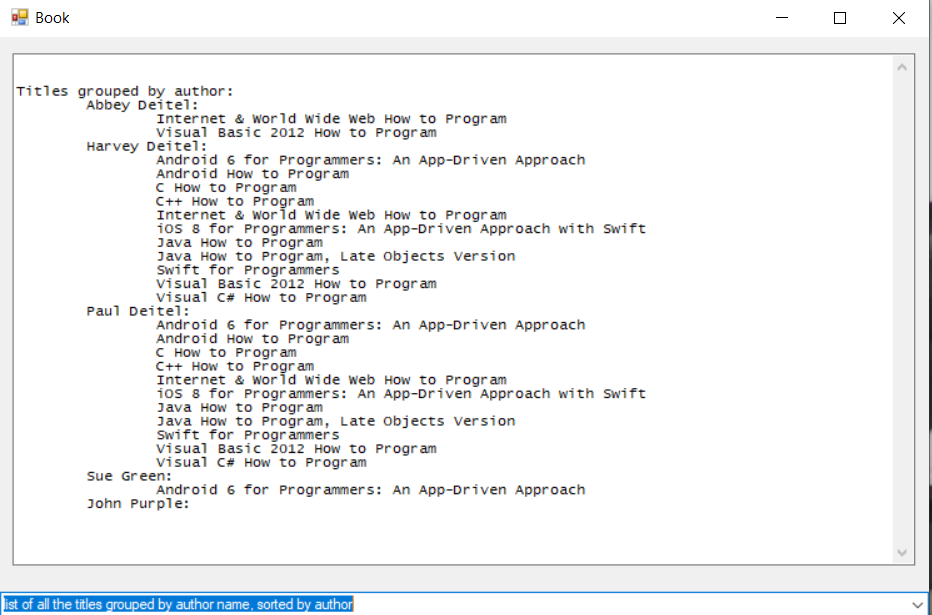 Book
Titles grouped by author:
Abbey Deitel:
Internet & World Wide Web How to Program
Visual Basic 2012 How to Program
Harvey Deitel:
Android 6 for Programmers: An App-Driven Approach
Android How to Program
C How to Program
C++ How to Program
Internet & World Wide Web How to Program
iOS 8 for Programmers: An App-Driven Approach with Swift
Java How to Program
Java How to Program, Late Objects Version
Swift for Programmers
Visual Basic 2012 How to Program
Visual C# How to Program
Paul Deitel:
Android 6 for Programmers: An App-Driven Approach
Android How to Program
C How to Program
C++ How to Program
Internet & World Wide Web How to Program
iOS 8 for Programmers: An App-Driven Approach with Swift
Java How to Program
Java How to Program, Late Objects Version
Swift for Programmers
Visual Basic 2012 How to Program
Visual C# How to Program
Sue Green:
Android 6 for Programmers: An App-Driven Approach
John Purple:
list of all the titles grouped by author name, sorted by author